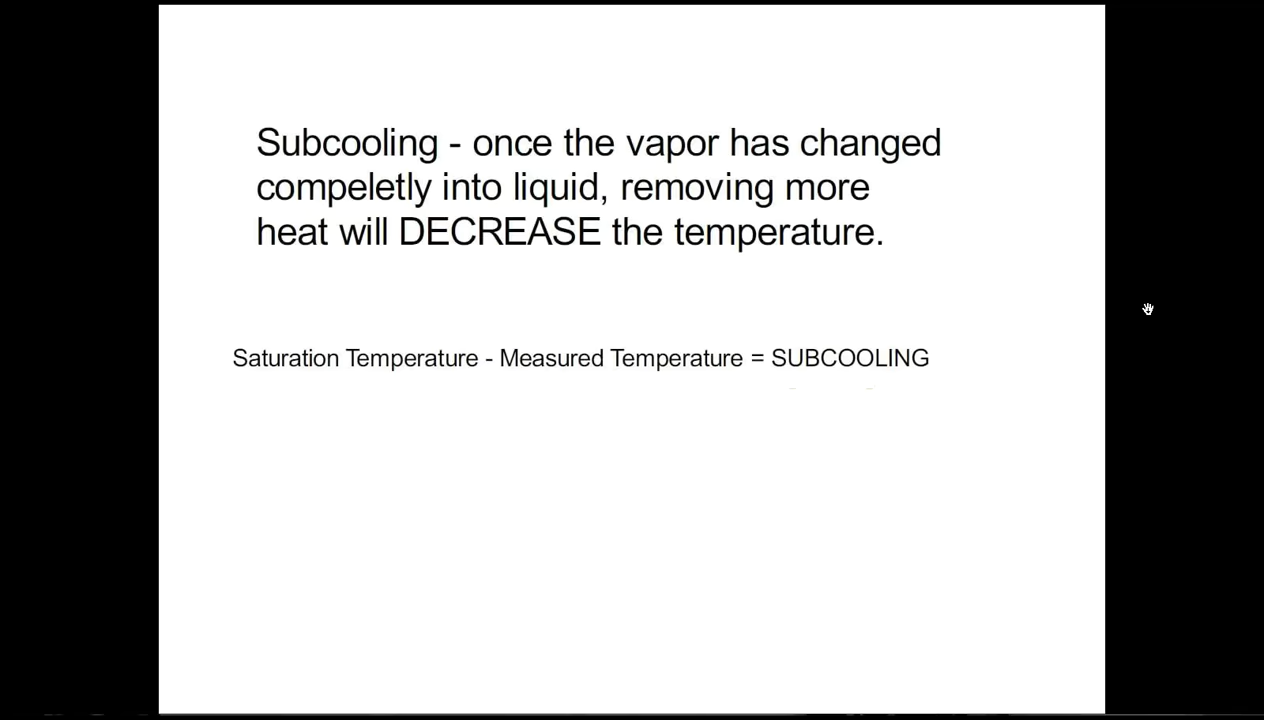 Subcooling - once the vapor has changed
compeletly into liquid, removing more
heat will DECREASE the temperature.
Saturation Temperature - Measured Temperature = SUBCOOLING